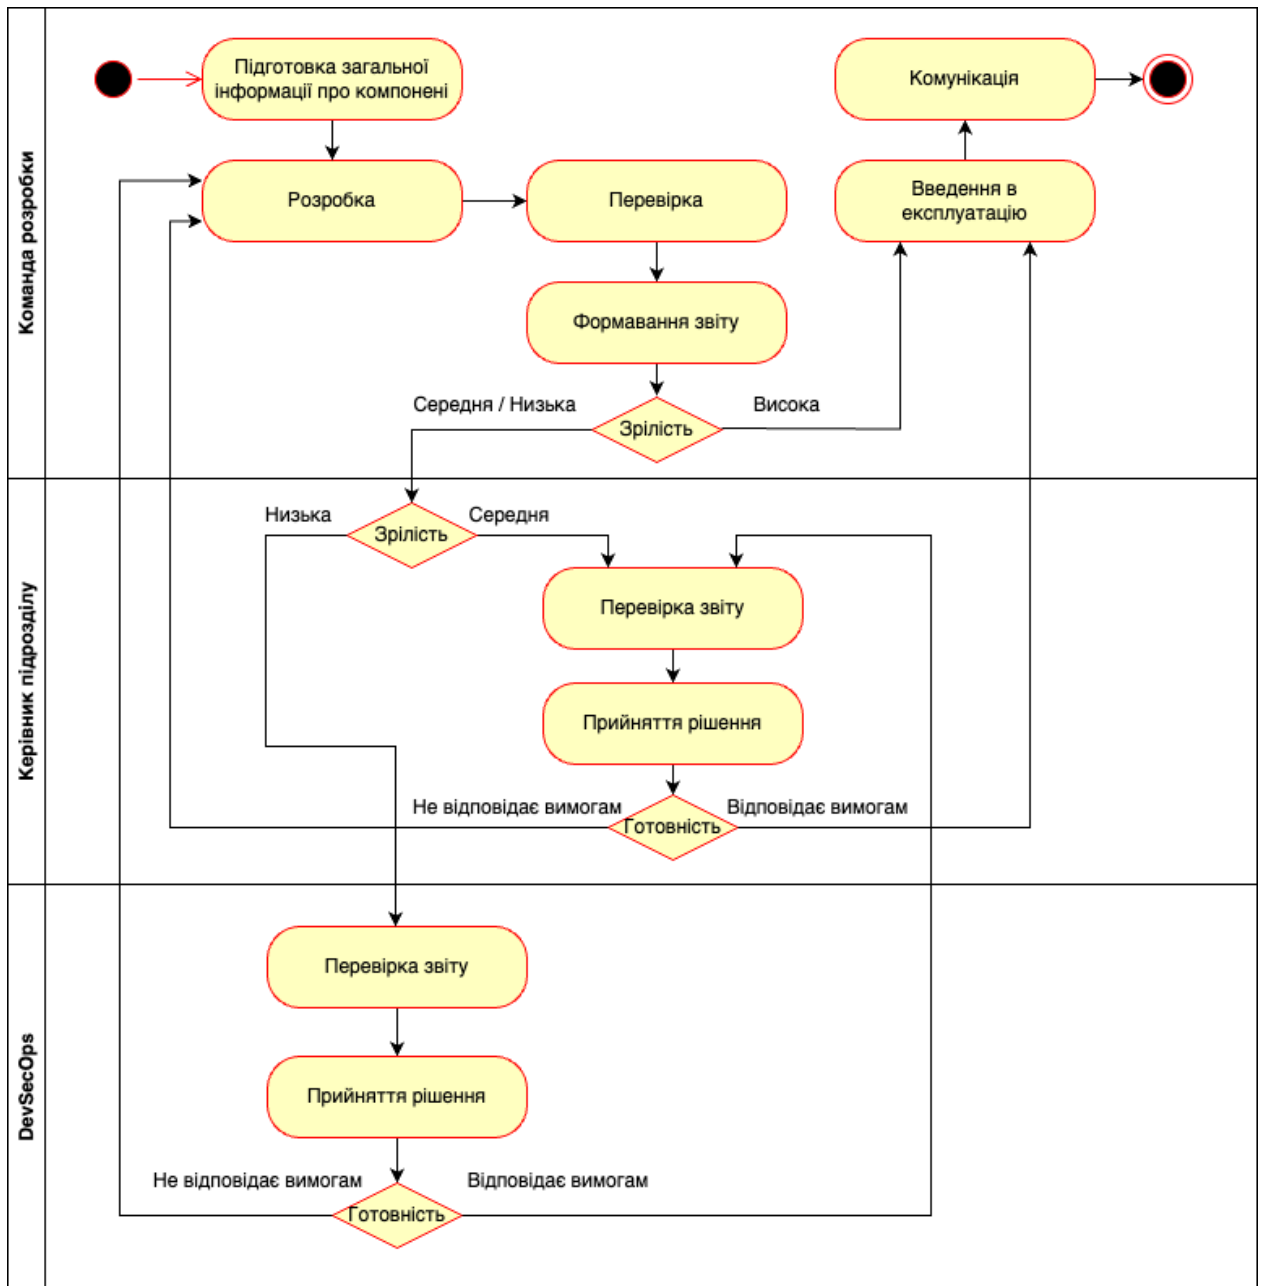 Команда розробки
Підготовка загальної
інформації про компонені
Комунікація
Розробка
Перевірка
Введення в
експлуатацію
Формавання звіту
Середня / Низька
Зрілість
Висока
Керівник підрозділу
Низька
Зрілість
Середня
Перевірка звіту
Прийняття рішення
Не відповідає вимогам
Готовність
Відповідає вимогам
DevSecOps
Перевірка звіту
Прийняття рішення
Не відповідає вимогам
Готовність
Відповідає вимогам